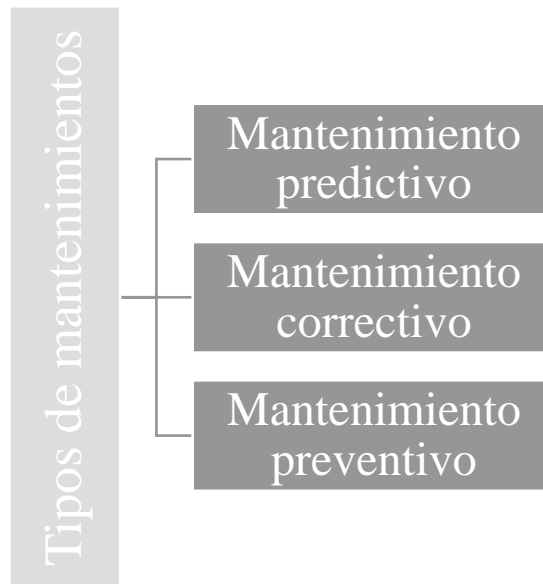 Tipos de mantenimientos
Mantenimiento
predictivo
Mantenimiento
correctivo
Mantenimiento
preventivo